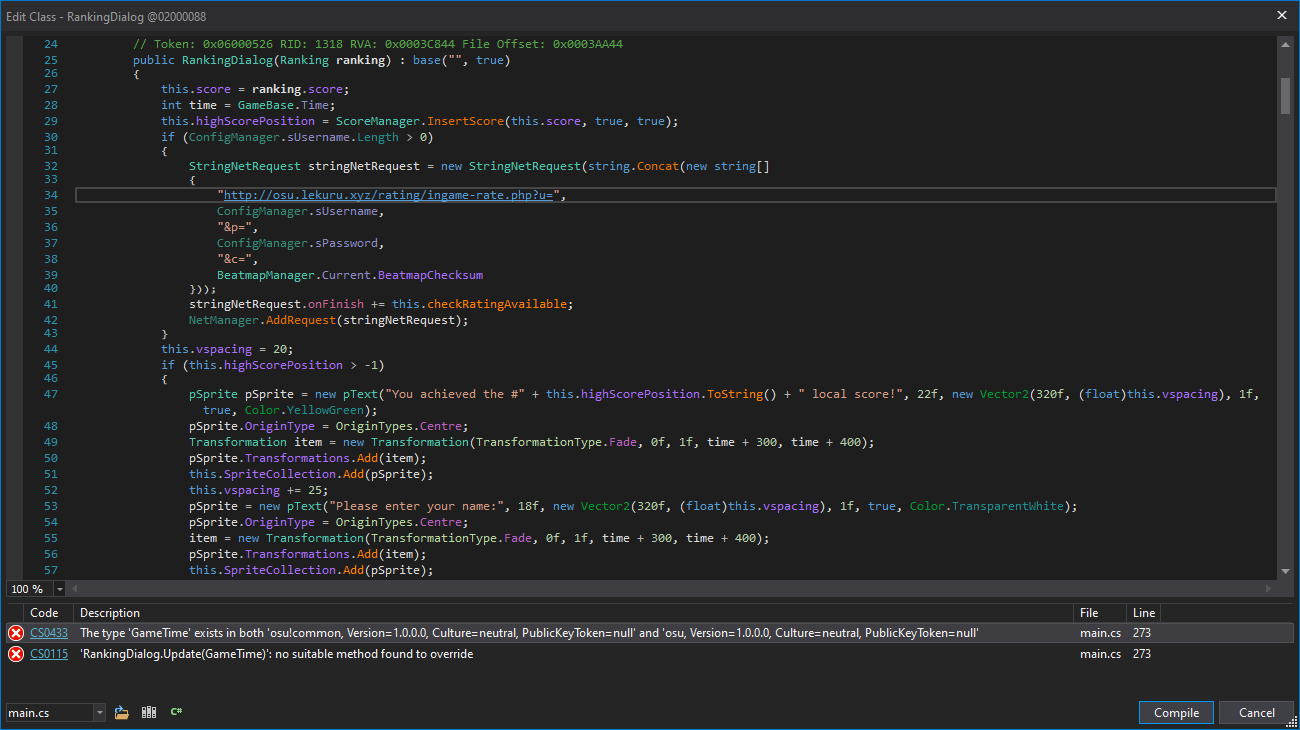 Edit Class - RankingDialog @02000088
24 // Token: 0x06000526 RID: 1318 RVA: 0x0003C844 File Offset: 0x0003AA44
25 public RankingDialog(Ranking ranking) : base("", true)
26 {
27 this.score = ranking.score;
28 int time = GameBase.Time;
29 this.highScorePosition = ScoreManager.InsertScore(this.score, true, true);
30 if (ConfigManager.sUsername.Length > 0)
31 {
32 StringNetRequest stringNetRequest = new StringNetRequest(string.Concat(new string[]
33 {
34 "http://osu.lekuru.xyz/rating/ingame-rate.php?u=",
35 ConfigManager.sUsername,
36 "&p=",
37 ConfigManager.sPassword,
38 "&c=",
39 BeatmapManager.Current.BeatmapChecksum
40 }));
41 stringNetRequest.onFinish += this.checkRatingAvailable;
42 NetManager.AddRequest(stringNetRequest);
43 }
44 this.vspacing = 20;
45 if (this.highScorePosition > -1)
46 {
47 pSprite pSprite = new pText("You achieved the #" + this.highScorePosition.ToString() + " local score!", 22f, new Vector2(320f, (float)this.vspacing), 1f,
true, Color.YellowGreen);
48 pSprite.OriginType = OriginTypes.Centre;
49 Transformation item = new Transformation(TransformationType.Fade, 0f, 1f, time + 300, time + 400);
50 pSprite.Transformations.Add(item);
51 this.SpriteCollection.Add(pSprite);
52 this.vspacing += 25;
53 pSprite = new pText("Please enter your name:", 18f, new Vector2(320f, (float)this.vspacing), 1f, true, Color.TransparentWhite);
54 pSprite.OriginType = OriginTypes.Centre;
55 item = new Transformation(TransformationType.Fade, 0f, 1f, time + 300, time + 400);
56 pSprite.Transformations.Add(item);
57 this.SpriteCollection.Add(pSprite);
100 %
Code Description File Line
CS0433 The type 'GameTime' exists in both 'osu!common, Version=1.0.0.0, Culture=neutral, PublicKeyToken=null' and 'osu, Version=1.0.0.0, Culture=neutral, PublicKeyToken=null' main.cs 273
CS0115 'RankingDialog.Update(GameTime)': no suitable method found to override main.cs 273
main.cs C# Compile Cancel